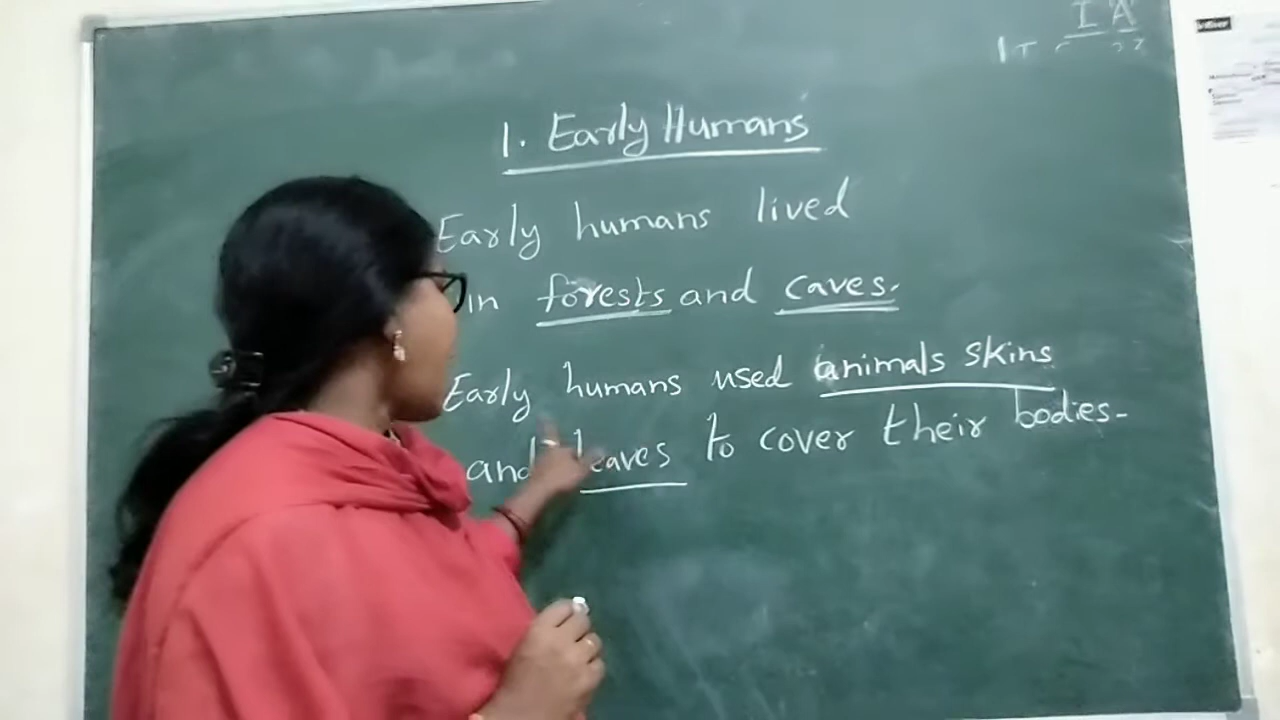 I A
1. Early Humans
Early humans lived
in forests and caves.
Early humans used animals skins
and leaves to cover their bodies-